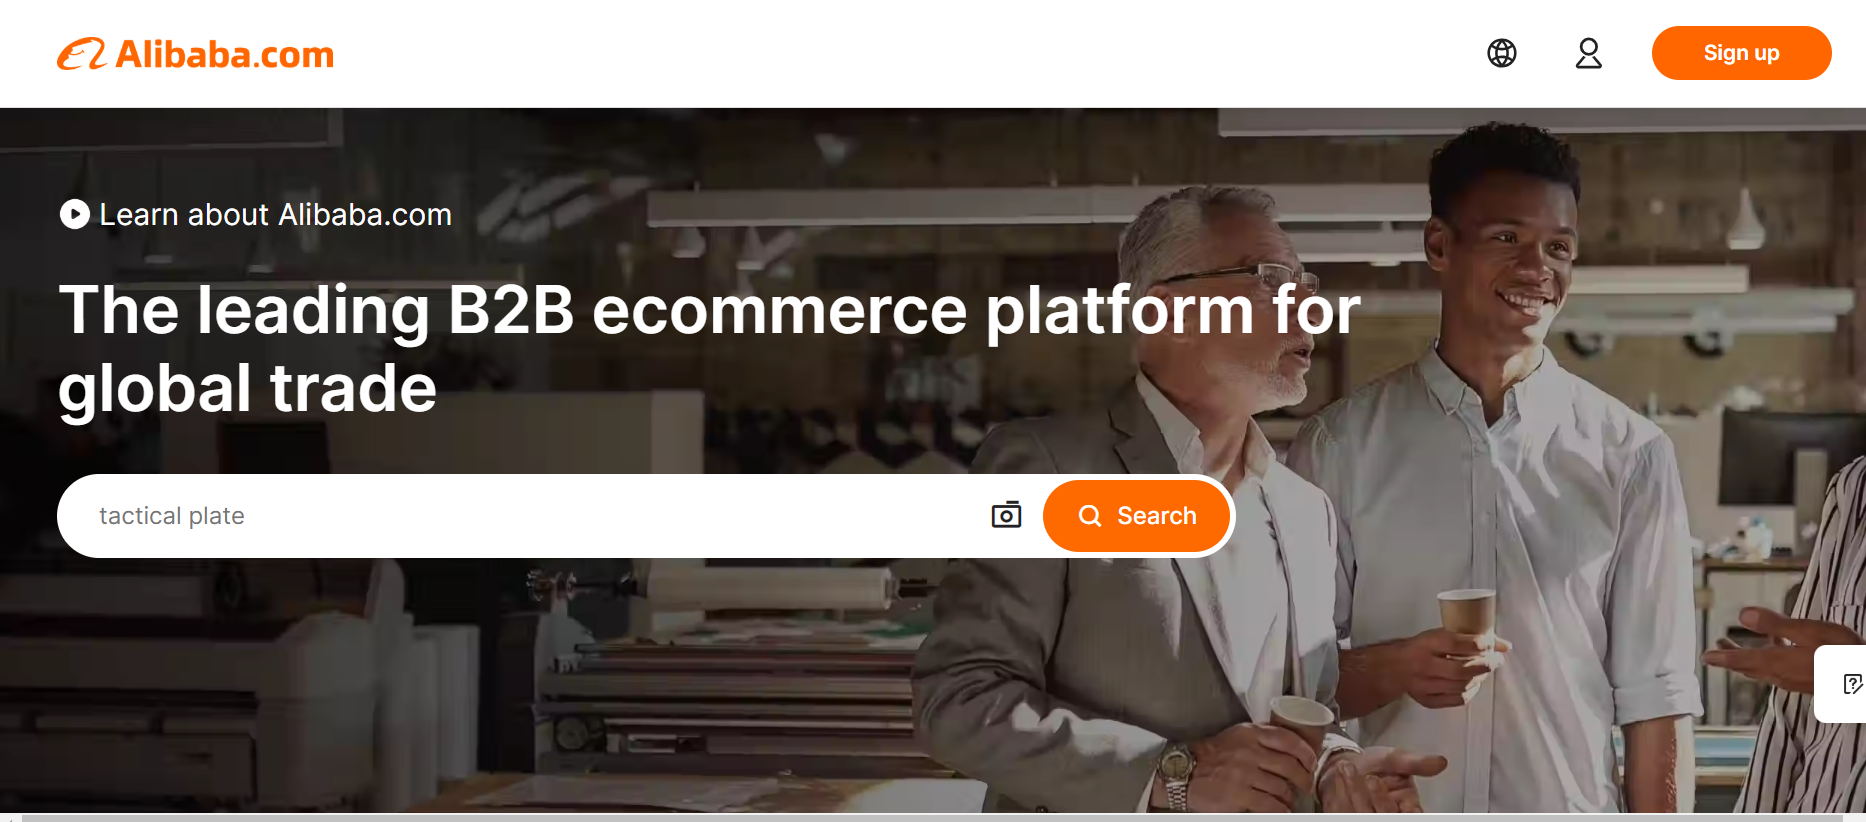 Alibaba.com
Sign up
Learn about Alibaba.com
The leading B2B ecommerce platform for
global trade
tactical plate
Search